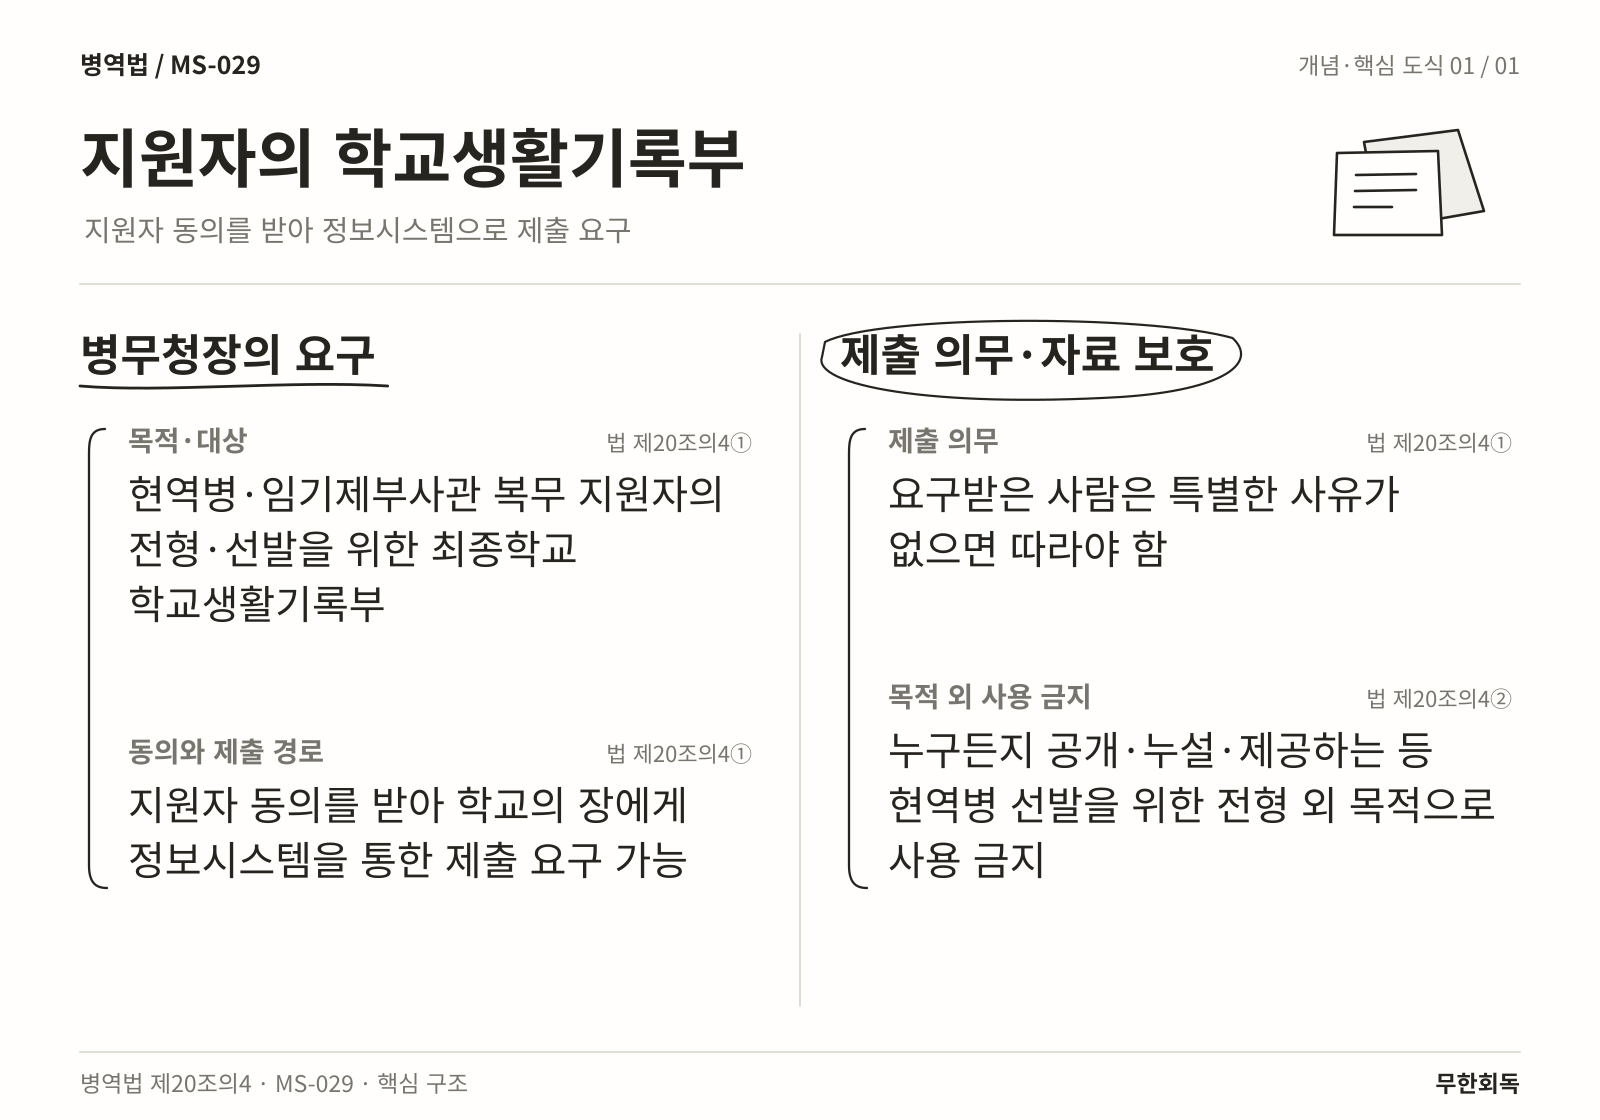 병역법 / MS-029
개념·핵심 도식 01 / 01
지원자의 학교생활기록부
지원자 동의를 받아 정보시스템으로 제출 요구
병무청장의 요구
목적·대상
법 제20조의4①
현역병·임기제부사관 복무 지원자의
전형·선발을 위한 최종학교
학교생활기록부
동의와 제출 경로
법 제20조의4①
지원자 동의를 받아 학교의 장에게
정보시스템을 통한 제출 요구 가능
제출 의무·자료 보호
제출 의무
법 제20조의4①
요구받은 사람은 특별한 사유가
없으면 따라야 함
목적 외 사용 금지
법 제20조의4②
누구든지 공개·누설·제공하는 등
현역병 선발을 위한 전형 외 목적으로
사용 금지
병역법 제20조의4 · MS-029 · 핵심 구조
무한회독